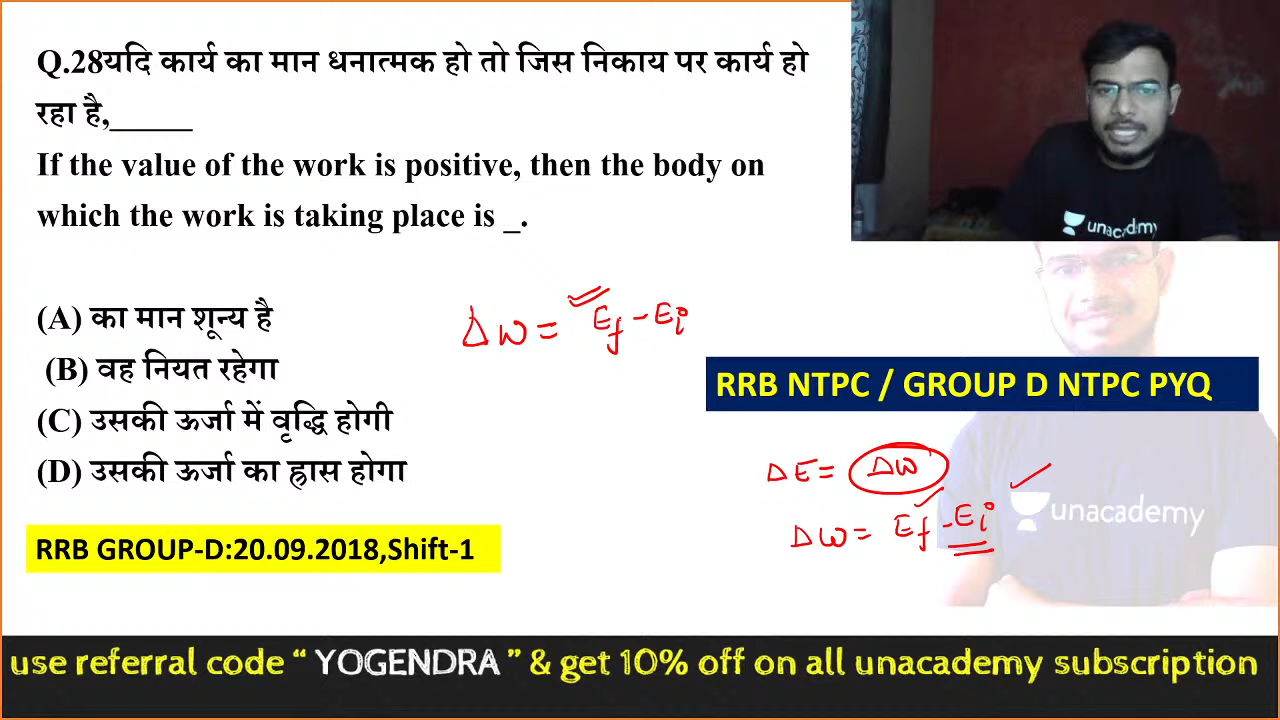 Q.28यदि कार्य का मान धनात्मक हो तो जिस निकाय पर कार्य हो
रहा है,_____
If the value of the work is positive, then the body on
which the work is taking place is _.
(A) का मान शून्य है
(B) वह नियत रहेगा
(C) उसकी ऊर्जा में वृद्धि होगी
(D) उसकी ऊर्जा का ह्रास होगा
ΔW = Ef - Ei
unacademy
RRB NTPC / GROUP D NTPC PYQ
ΔE = ΔW
ΔW = Ef - Ei
unacademy
RRB GROUP-D:20.09.2018,Shift-1
use referral code “ YOGENDRA ” & get 10% off on all unacademy subscription